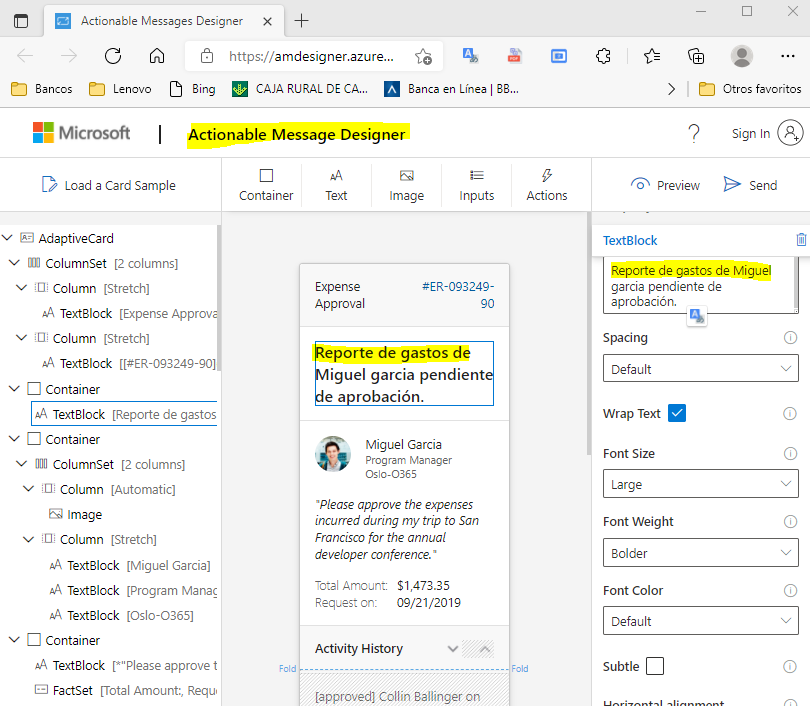 Actionable Messages Designer
https://amdesigner.azure...
Bancos
Lenovo
Bing
CAJA RURAL DE CA...
Banca en Línea | BB...
Otros favoritos
Microsoft
Actionable Message Designer
?
Sign In
Load a Card Sample
Container
Text
Image
Inputs
Actions
Preview
Send
AdaptiveCard
ColumnSet [2 columns]
Column [Stretch]
TextBlock [Expense Approva
Column [Stretch]
TextBlock [[#ER-093249-90]
Container
TextBlock [Reporte de gastos
Container
ColumnSet [2 columns]
Column [Automatic]
Image
Column [Stretch]
TextBlock [Miguel Garcia]
TextBlock [Program Manag
TextBlock [Oslo-O365]
Container
TextBlock [*"Please approve t
FactSet [Total Amount:, Reque
Expense
Approval
#ER-093249-
90
Reporte de gastos de
Miguel garcia pendiente
de aprobación.
Miguel Garcia
Program Manager
Oslo-O365
"Please approve the expenses
incurred during my trip to San
Francisco for the annual
developer conference."
Total Amount: $1,473.35
Request on: 09/21/2019
Activity History
Fold
Fold
[approved] Collin Ballinger on
TextBlock
Reporte de gastos de Miguel
garcia pendiente de
aprobación.
Spacing
Default
Wrap Text
Font Size
Large
Font Weight
Bolder
Font Color
Default
Subtle
Horizontal alignment